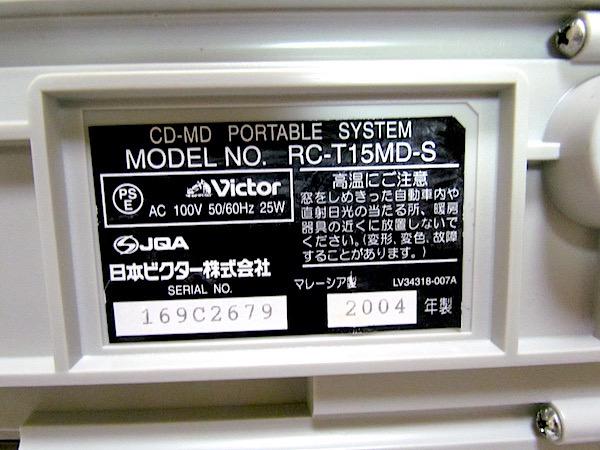 CD-MD PORTABLE SYSTEM
MODEL NO. RC-T15MD-S
PS
E
Victor
AC 100V 50/60Hz 25W
JQA
日本ビクター株式会社
SERIAL NO.
169C2679
高温にご注意
窓をしめきった自動車内や
直射日光の当たる所、暖房
器具の近くに放置しないで
ください。(変形、変色、故障
することがあります。)
マレーシア製 LV34318-007A
2004 年製